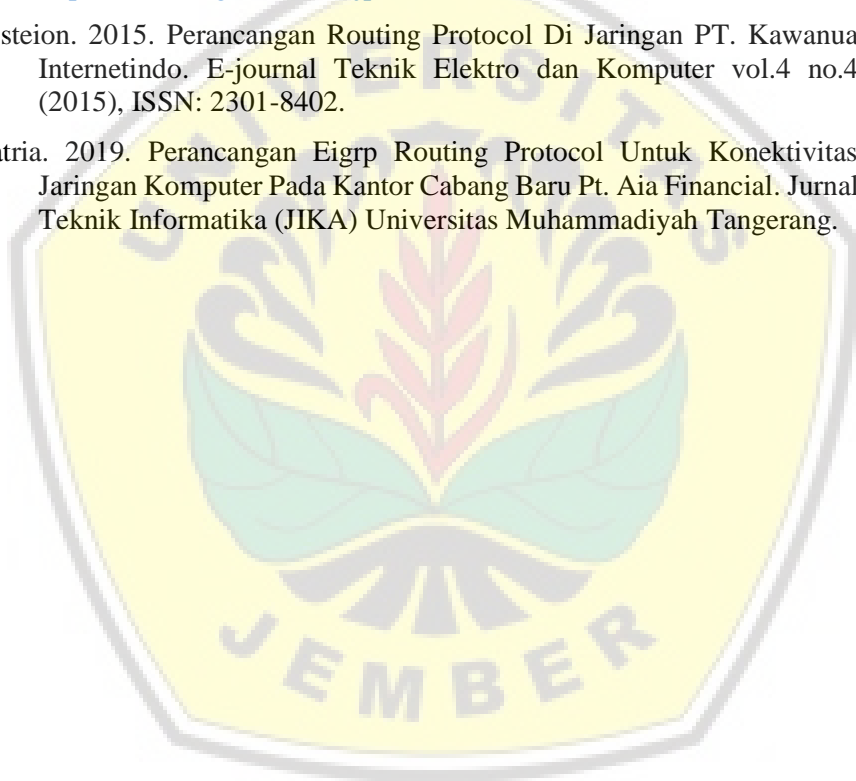 steion. 2015. Perancangan Routing Protocol Di Jaringan PT. Kawanua
Internetindo. E-journal Teknik Elektro dan Komputer vol.4 no.4
(2015), ISSN: 2301-8402.
atria. 2019. Perancangan Eigrp Routing Protocol Untuk Konektivitas
Jaringan Komputer Pada Kantor Cabang Baru Pt. Aia Financial. Jurnal
Teknik Informatika (JIKA) Universitas Muhammadiyah Tangerang.
UNIVERSITAS
JEMBER